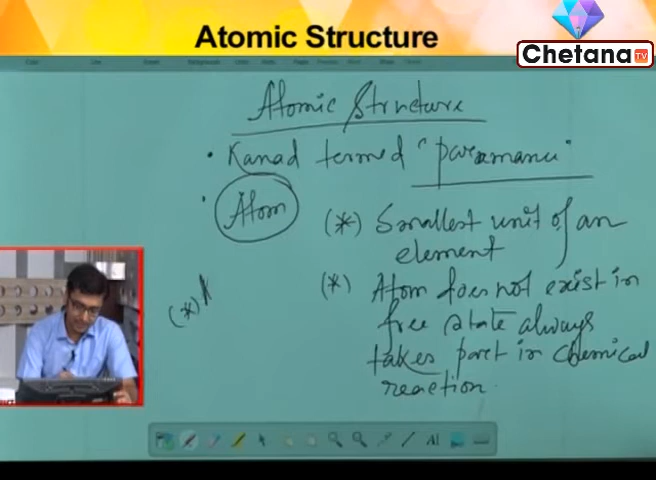 Atomic Structure
Chetana TV
Atomic Structure
• Kanad termed "paramanu"
• Atom
(*) Smallest unit of an
element
(*) Atom does not exist in
free state always
takes part in chemical
reaction.
(*) A